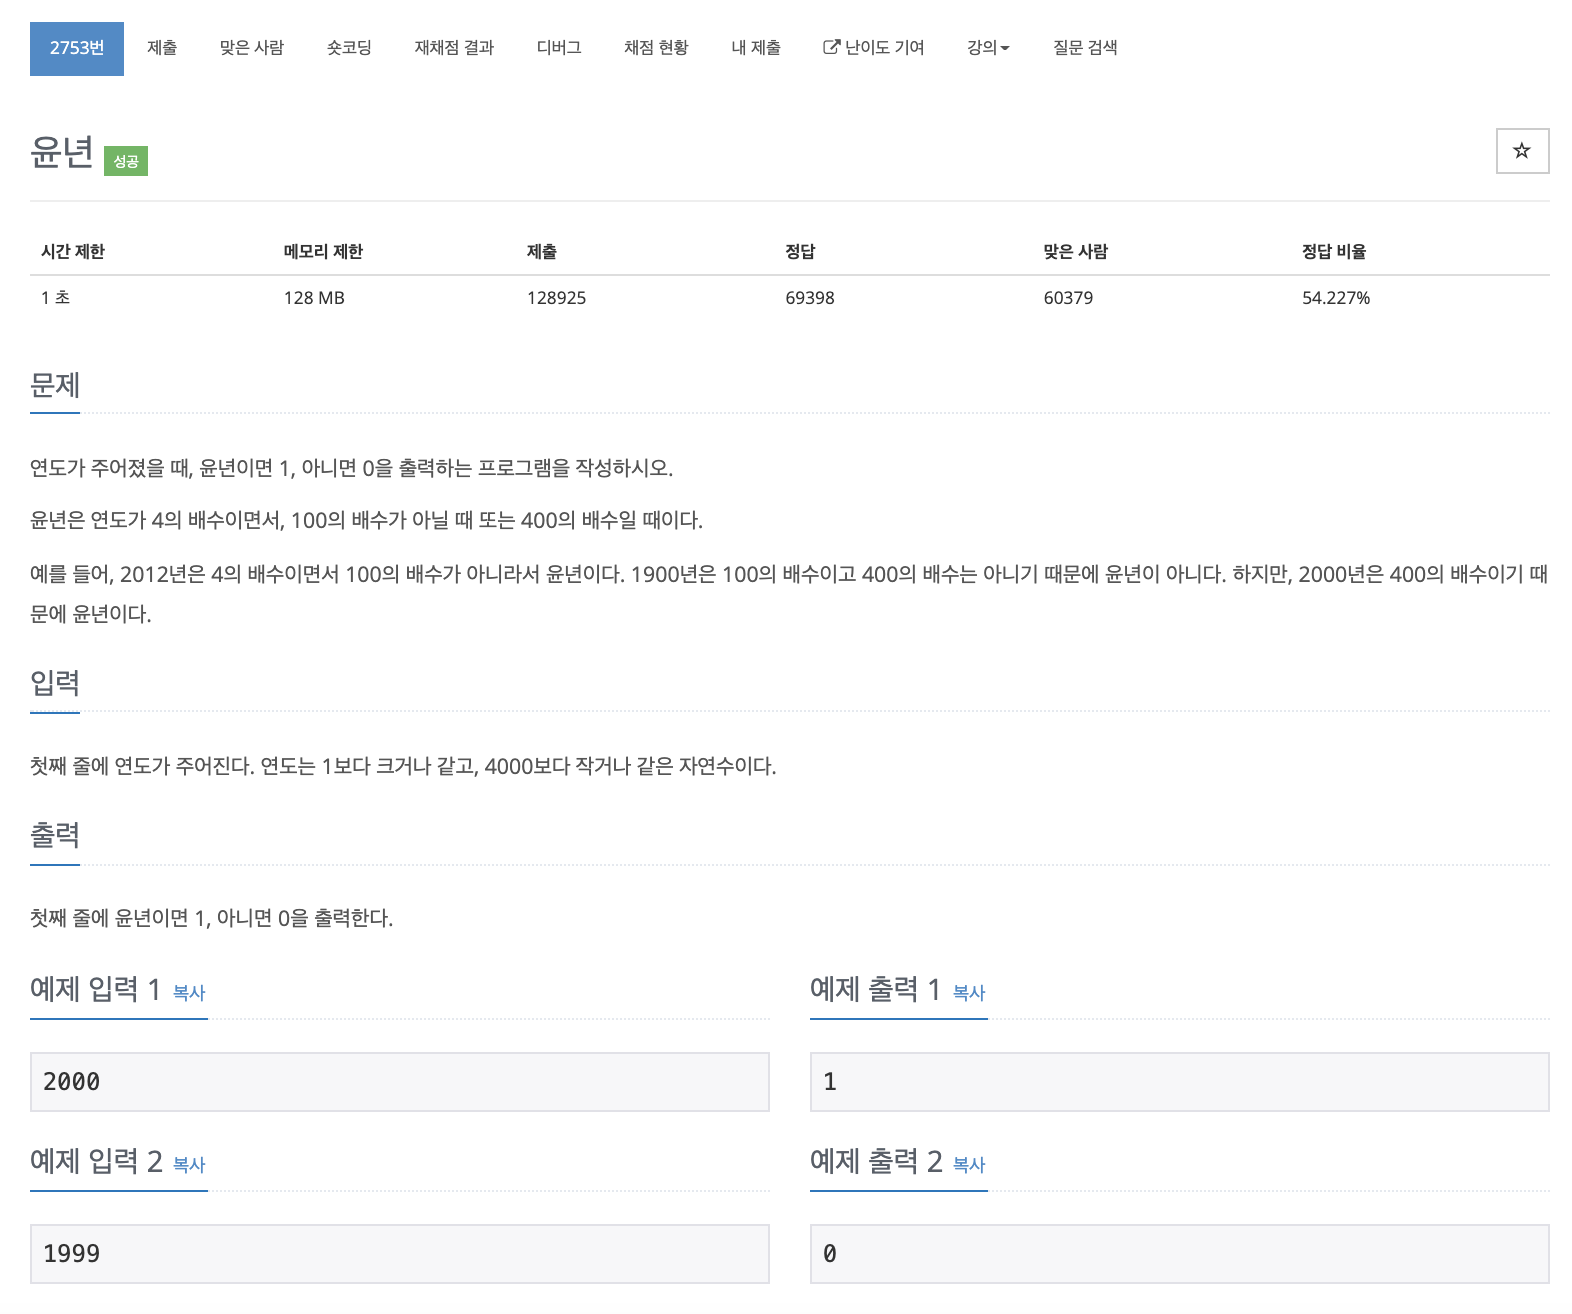 2753번 제출 맞은 사람 숏코딩 재채점 결과 디버그 채점 현황 내 제출 난이도 기여 강의 질문 검색
윤년 성공
시간 제한 메모리 제한 제출 정답 맞은 사람 정답 비율
1 초 128 MB 128925 69398 60379 54.227%
문제
연도가 주어졌을 때, 윤년이면 1, 아니면 0을 출력하는 프로그램을 작성하시오.
윤년은 연도가 4의 배수이면서, 100의 배수가 아닐 때 또는 400의 배수일 때이다.
예를 들어, 2012년은 4의 배수이면서 100의 배수가 아니라서 윤년이다. 1900년은 100의 배수이고 400의 배수는 아니기 때문에 윤년이 아니다. 하지만, 2000년은 400의 배수이기 때
문에 윤년이다.
입력
첫째 줄에 연도가 주어진다. 연도는 1보다 크거나 같고, 4000보다 작거나 같은 자연수이다.
출력
첫째 줄에 윤년이면 1, 아니면 0을 출력한다.
예제 입력 1 복사
2000
예제 출력 1 복사
1
예제 입력 2 복사
1999
예제 출력 2 복사
0